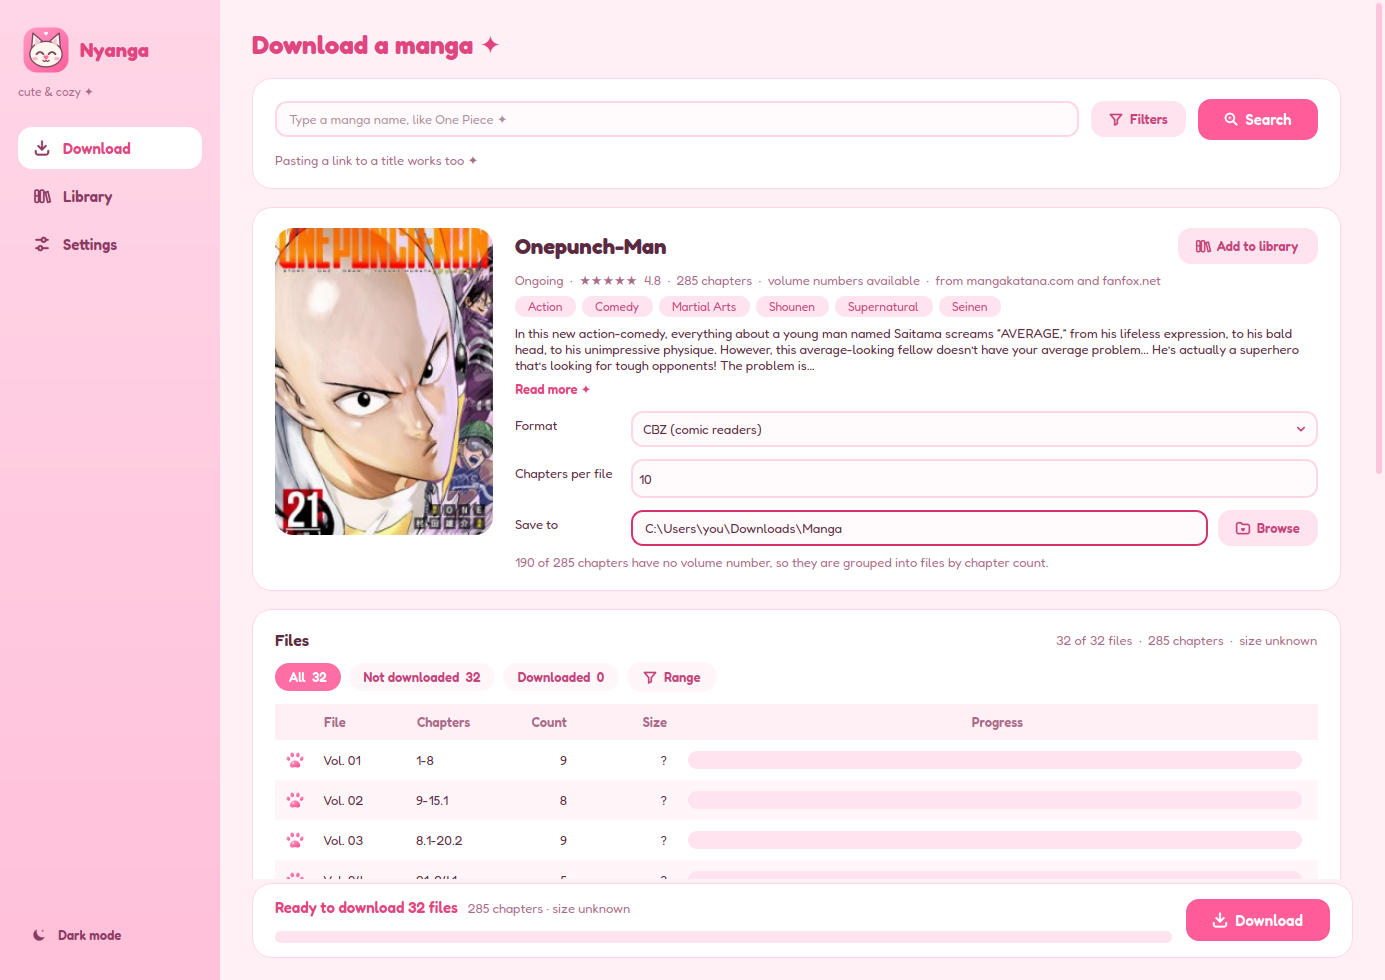 Nyanga
cute & cozy ✦
Download
Library
Settings
Dark mode
Download a manga ✦
Type a manga name, like One Piece ✦
Filters
Search
Pasting a link to a title works too ✦
ONEPUNCH-MAN
21
ONE
Onepunch-Man
Add to library
Ongoing · ★★★★★ 4.8 · 285 chapters · volume numbers available · from mangakatana.com and fanfox.net
Action Comedy Martial Arts Shounen Supernatural Seinen
In this new action-comedy, everything about a young man named Saitama screams "AVERAGE," from his lifeless expression, to his bald
head, to his unimpressive physique. However, this average-looking fellow doesn't have your average problem... He's actually a superhero
that's looking for tough opponents! The problem is...
Read more ✦
Format
CBZ (comic readers)
Chapters per file
10
Save to
C:\Users\you\Downloads\Manga
Browse
190 of 285 chapters have no volume number, so they are grouped into files by chapter count.
Files
32 of 32 files · 285 chapters · size unknown
All 32
Not downloaded 32
Downloaded 0
Range
File Chapters Count Size Progress
Vol. 01 1-8 9 ?
Vol. 02 9-15.1 8 ?
Vol. 03 8.1-20.2 9 ?
Ready to download 32 files 285 chapters · size unknown
Download